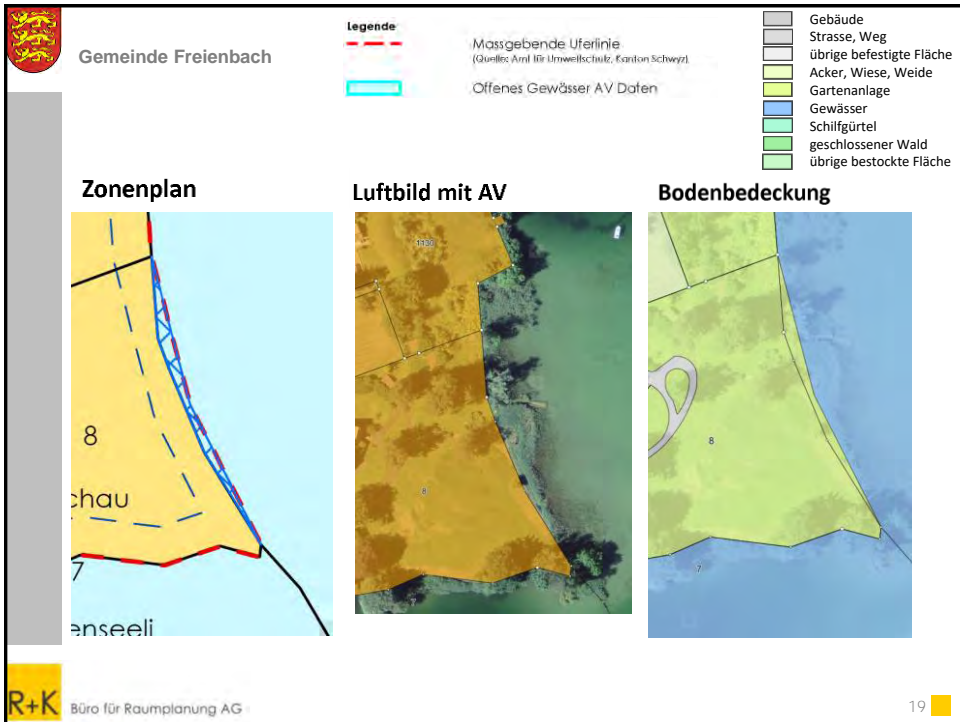 Gemeinde Freienbach
Legende
Massgebende Uferlinie
(Quelle: Amt für Umweltschutz, Kanton Schwyz)
Offenes Gewässer AV Daten
Gebäude
Strasse, Weg
übrige befestigte Fläche
Acker, Wiese, Weide
Gartenanlage
Gewässer
Schilfgürtel
geschlossener Wald
übrige bestockte Fläche
Zonenplan
Luftbild mit AV
Bodenbedeckung
8
chau
7
enseeli
1130
8
7
8
7
R+K
Büro für Raumplanung AG
19